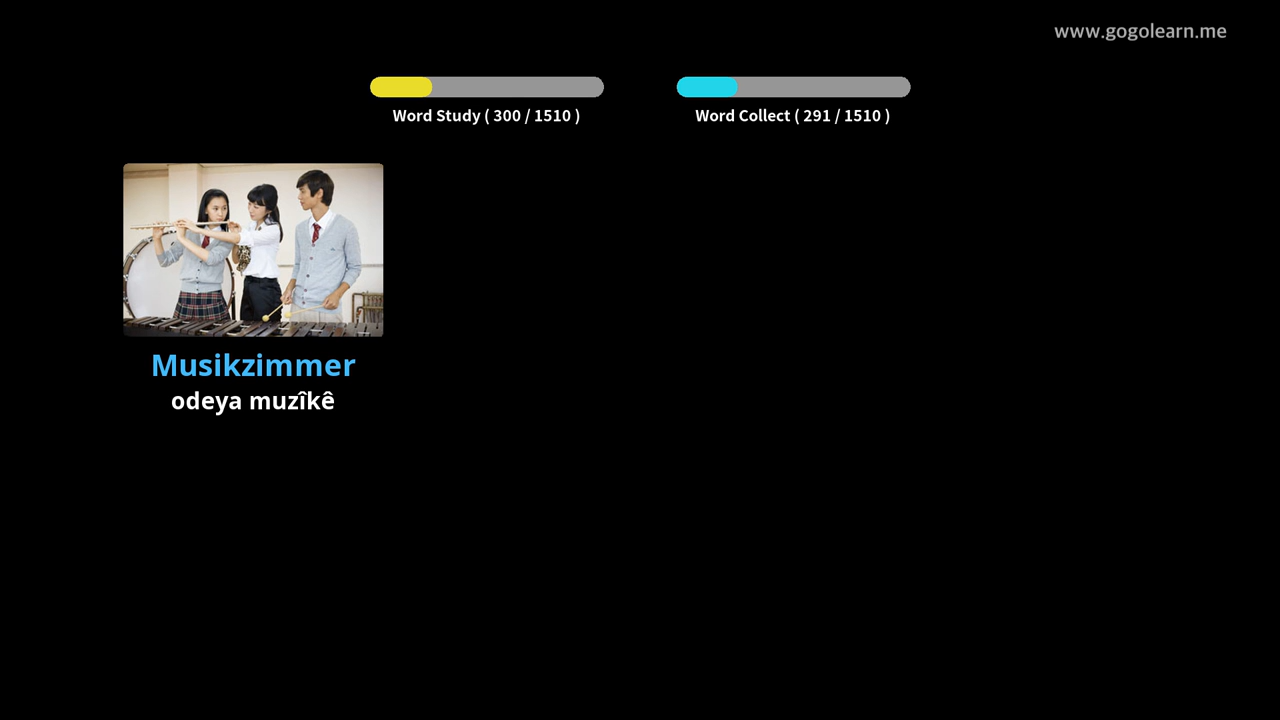 www.gogolearn.me
Word Study ( 300 / 1510 )
Word Collect ( 291 / 1510 )
Musikzimmer
odeya muzîkê